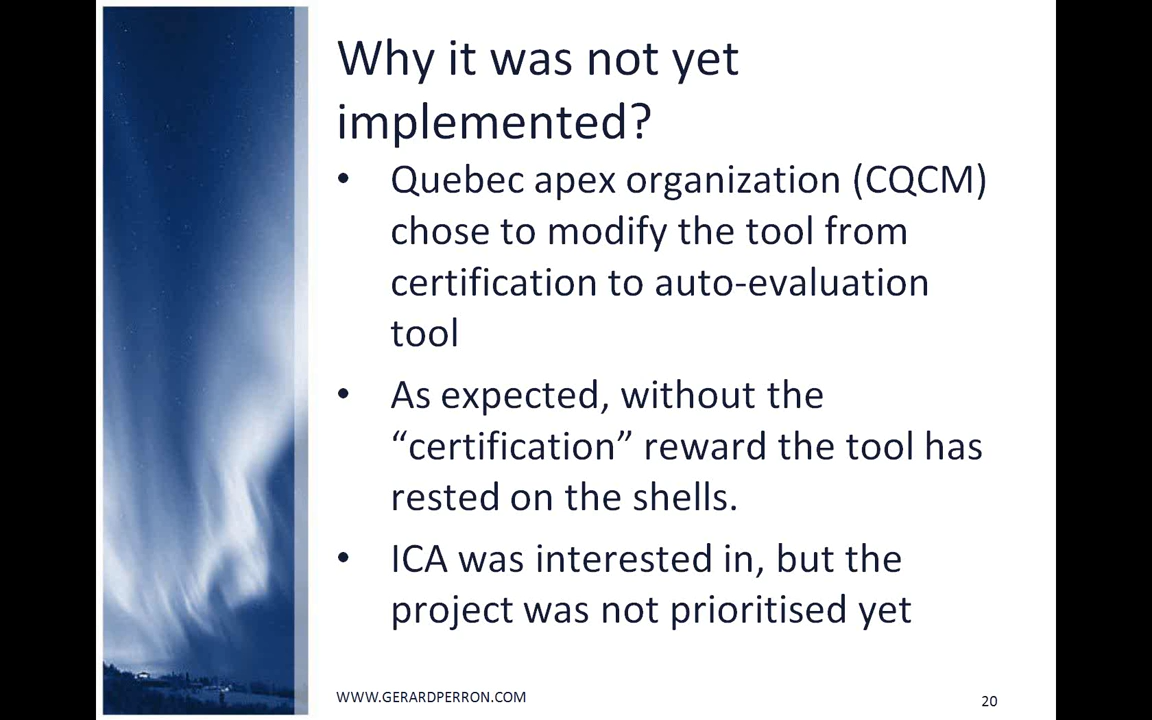 Why it was not yet
implemented?
• Quebec apex organization (CQCM)
chose to modify the tool from
certification to auto-evaluation
tool
• As expected, without the
“certification” reward the tool has
rested on the shells.
• ICA was interested in, but the
project was not prioritised yet
WWW.GERARDPERRON.COM
20